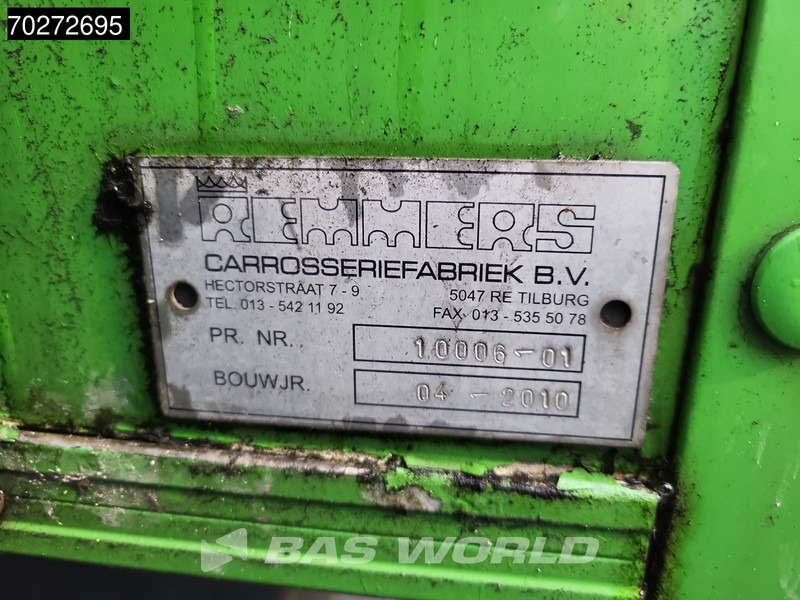 70272695
REMMERS
CARROSSERIEFABRIEK B.V.
HECTORSTRAAT 7 - 9 5047 RE TILBURG
TEL. 013 - 542 11 92 FAX 013 - 535 50 78
PR. NR. 10006-01
BOUWJR. 04 - 2010
BAS WORLD